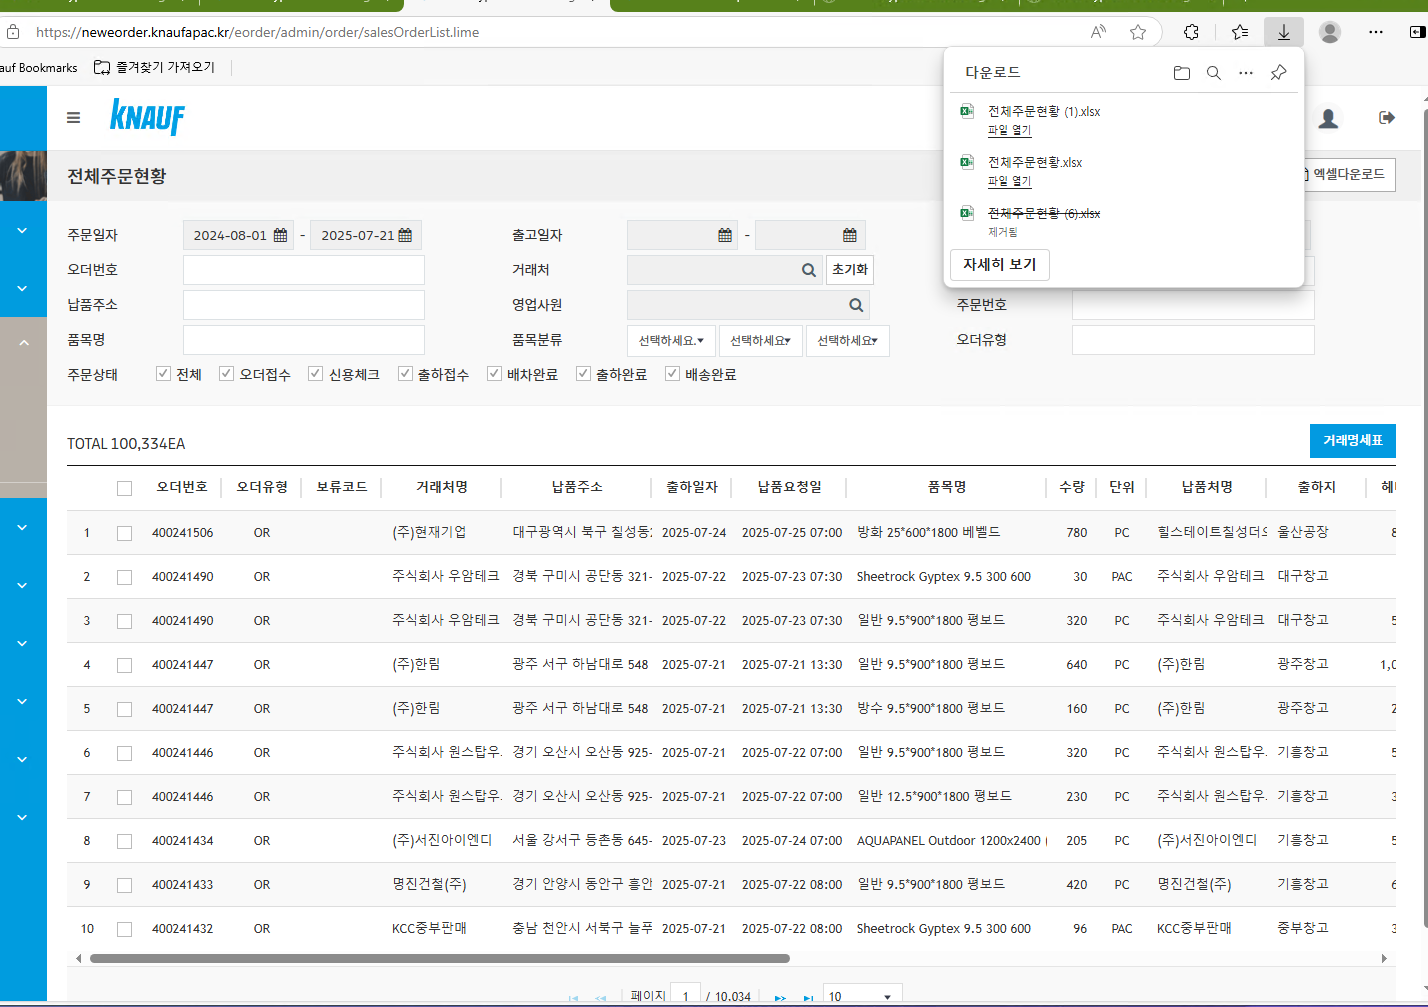 https://neweorder.knaufapac.kr/eorder/admin/order/salesOrderList.lime
auf Bookmarks 즐겨찾기 가져오기
다운로드
전체주문현황 (1).xlsx
파일 열기
전체주문현황.xlsx
파일 열기
전체주문현황 (6).xlsx
제거됨
자세히 보기
KNAUF
전체주문현황
엑셀다운로드
주문일자 2024-08-01 - 2025-07-21 출고일자 -
오더번호 거래처 초기화
납품주소 영업사원 주문번호
품목명 품목분류 선택하세요. 선택하세요 선택하세요 오더유형
주문상태 전체 오더접수 신용체크 출하접수 배차완료 출하완료 배송완료
TOTAL 100,334EA
거래명세표
오더번호 오더유형 보류코드 거래처명 납품주소 출하일자 납품요청일 품목명 수량 단위 납품처명 출하지
1 400241506 OR (주)현재기업 대구광역시 북구 칠성동2 2025-07-24 2025-07-25 07:00 방화 25*600*1800 베벨드 780 PC 힐스테이트칠성더오 울산공장 8
2 400241490 OR 주식회사 우암테크 경북 구미시 공단동 321- 2025-07-22 2025-07-23 07:30 Sheetrock Gyptex 9.5 300 600 30 PAC 주식회사 우암테크 대구창고
3 400241490 OR 주식회사 우암테크 경북 구미시 공단동 321- 2025-07-22 2025-07-23 07:30 일반 9.5*900*1800 평보드 320 PC 주식회사 우암테크 대구창고 5
4 400241447 OR (주)한림 광주 서구 하남대로 548 2025-07-21 2025-07-21 13:30 일반 9.5*900*1800 평보드 640 PC (주)한림 광주창고 1,0
5 400241447 OR (주)한림 광주 서구 하남대로 548 2025-07-21 2025-07-21 13:30 방수 9.5*900*1800 평보드 160 PC (주)한림 광주창고 2
6 400241446 OR 주식회사 원스탑우. 경기 오산시 오산동 925- 2025-07-21 2025-07-22 07:00 일반 9.5*900*1800 평보드 320 PC 주식회사 원스탑우. 기흥창고 5
7 400241446 OR 주식회사 원스탑우. 경기 오산시 오산동 925- 2025-07-21 2025-07-22 07:00 일반 12.5*900*1800 평보드 230 PC 주식회사 원스탑우. 기흥창고 3
8 400241434 OR (주)서진아이엔디 서울 강서구 등촌동 645- 2025-07-23 2025-07-24 07:00 AQUAPANEL Outdoor 1200x2400 ( 205 PC (주)서진아이엔디 기흥창고 5
9 400241433 OR 명진건철(주) 경기 안양시 동안구 흥안 2025-07-21 2025-07-22 08:00 일반 9.5*900*1800 평보드 420 PC 명진건철(주) 기흥창고 6
10 400241432 OR KCC중부판매 충남 천안시 서북구 늘푸 2025-07-21 2025-07-22 08:00 Sheetrock Gyptex 9.5 300 600 96 PAC KCC중부판매 중부창고 3
페이지 1 / 10,034 10